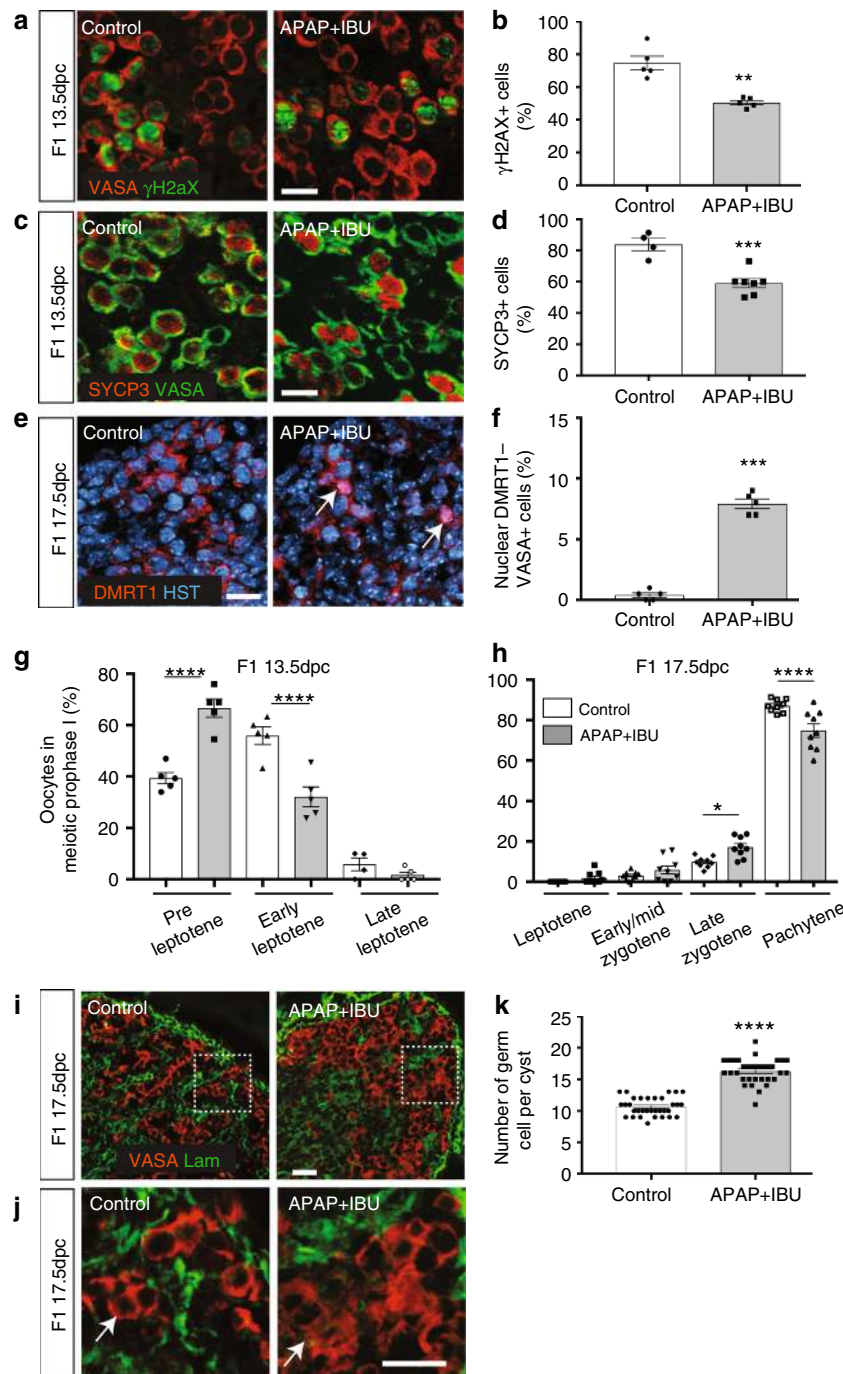 a
F1 13.5dpc
Control
APAP+IBU
VASA γH2aX
b
γH2AX+ cells
(%)
100
80
60
40
20
0
**
Control
APAP+IBU
c
F1 13.5dpc
Control
APAP+IBU
SYCP3 VASA
d
SYCP3+ cells
(%)
100
80
60
40
20
0
***
Control
APAP+IBU
e
F1 17.5dpc
Control
APAP+IBU
DMRT1 HST
f
Nuclear DMRT1–
VASA+ cells (%)
15
10
5
0
***
Control
APAP+IBU
g
F1 13.5dpc
Oocytes in
meiotic prophase I (%)
80
60
40
20
0
****
****
Pre
leptotene
Early
leptotene
Late
leptotene
h
F1 17.5dpc
100
80
60
40
20
0
Control
APAP+IBU
*
****
Leptotene
Early/mid
zygotene
Late
zygotene
Pachytene
i
F1 17.5dpc
Control
APAP+IBU
VASA Lam
k
Number of germ
cell per cyst
25
20
15
10
5
0
****
Control
APAP+IBU
j
F1 17.5dpc
Control
APAP+IBU